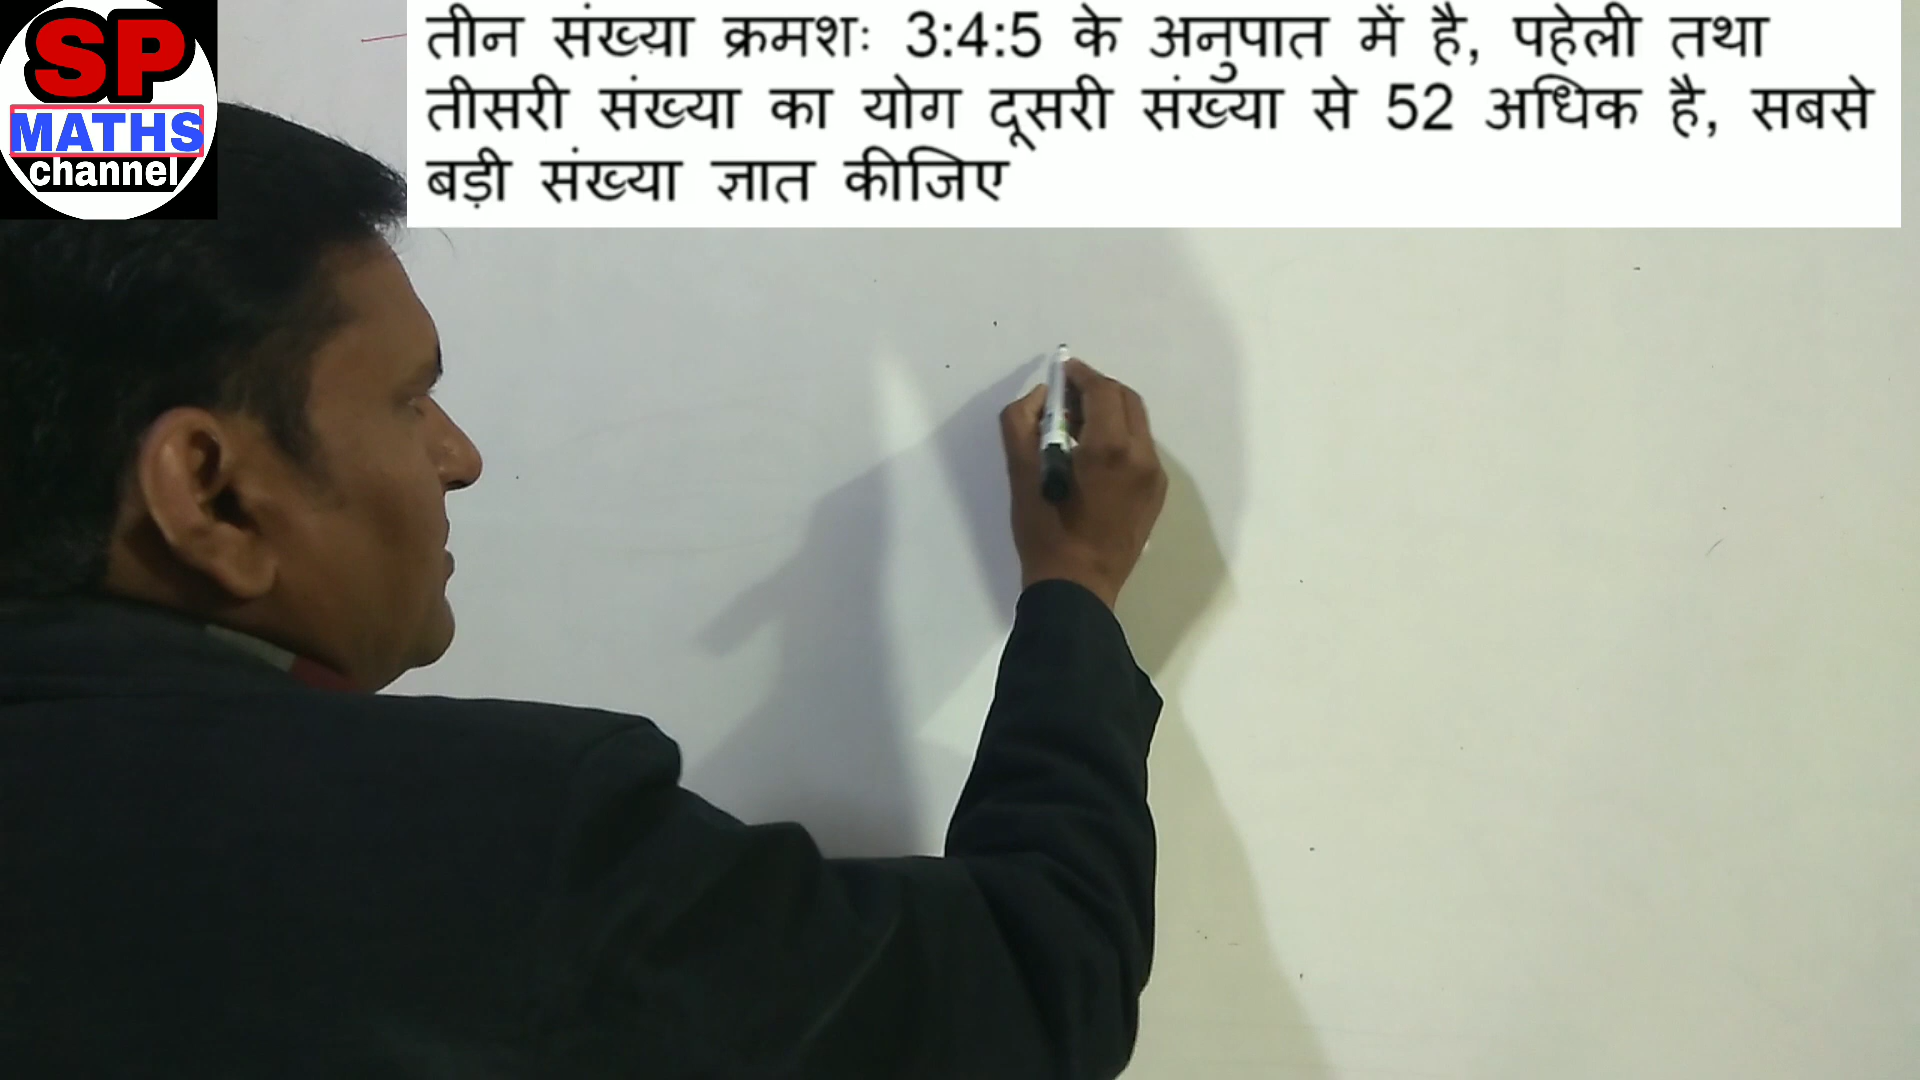 SP
MATHS
channel
तीन संख्या क्रमशः 3:4:5 के अनुपात में है, पहेली तथा
तीसरी संख्या का योग दूसरी संख्या से 52 अधिक है, सबसे
बड़ी संख्या ज्ञात कीजिए